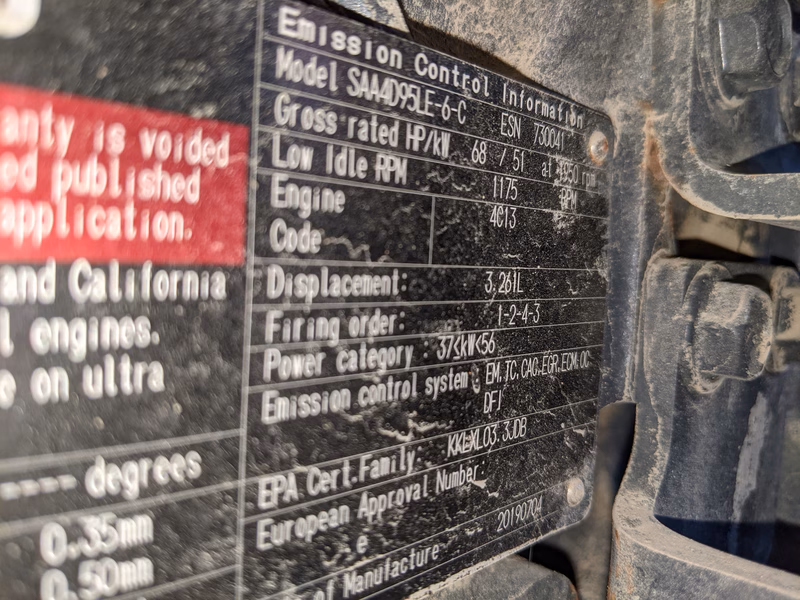 anty is voided
ed published
application.
and California
l engines.
e on ultra
---- degrees
0.35mm
0.50mm
Emission Control Information
Model SAA4D95LE-6-C ESN 730041
Gross rated HP/kW 68 / 51 at 1950 rpm
Low Idle RPM 1175 RPM
Engine 4C13
Code
Displacement: 3.261L
Firing order: 1-2-4-3
Power category : 37≤kW<56
Emission control system : EM,TC,CAC,EGR,ECM,OC
DFI
EPA Cert.Family: KKLXL03.3JDB
European Approval Number:
e
of Manufacture 20190704